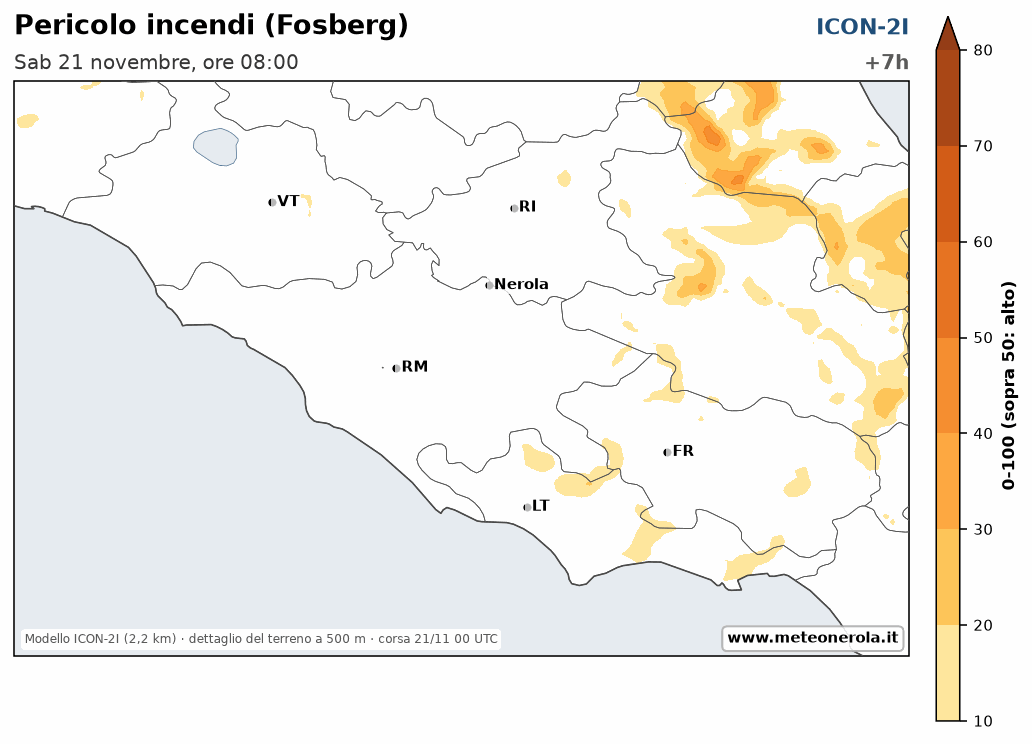 Pericolo incendi (Fosberg)
ICON-2I
Sab 21 novembre, ore 08:00
+7h
VT
RI
Nerola
RM
FR
LT
80
70
60
50
40
30
20
10
0-100 (sopra 50: alto)
Modello ICON-2I (2,2 km) · dettaglio del terreno a 500 m · corsa 21/11 00 UTC
www.meteonerola.it